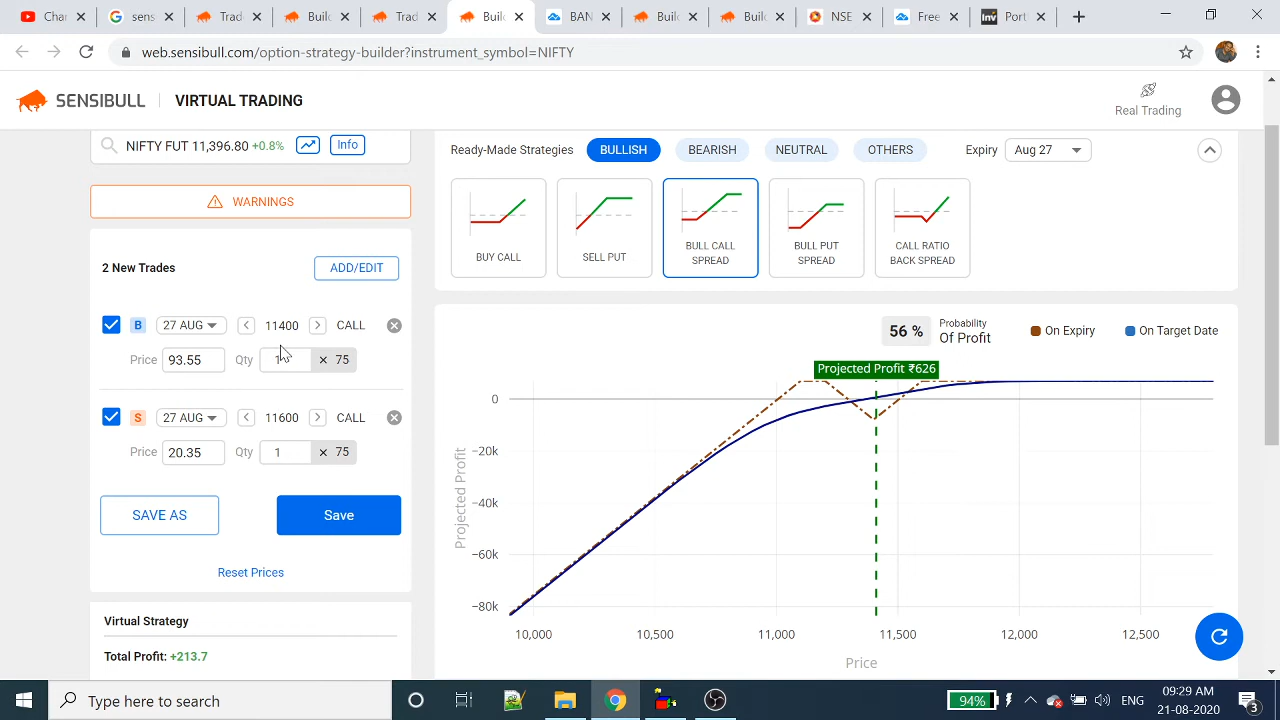 Char
sens
Trad
Build
Trad
Build
BAN
Build
Build
NSE
Free
Inv
Port
web.sensibull.com/option-strategy-builder?instrument_symbol=NIFTY
SENSIBULL
VIRTUAL TRADING
Real Trading
NIFTY FUT 11,396.80 +0.8%
Info
Ready-Made Strategies
BULLISH
BEARISH
NEUTRAL
OTHERS
Expiry
Aug 27
WARNINGS
BUY CALL
SELL PUT
BULL CALL
SPREAD
BULL PUT
SPREAD
CALL RATIO
BACK SPREAD
2 New Trades
ADD/EDIT
B 27 AUG 11400 CALL
Price 93.55 Qty 1 × 75
S 27 AUG 11600 CALL
Price 20.35 Qty 1 × 75
SAVE AS
Save
Reset Prices
Virtual Strategy
Total Profit: +213.7
56 %
Probability
Of Profit
On Expiry
On Target Date
Projected Profit ₹626
0
−20k
−40k
−60k
−80k
Projected Profit
10,000 10,500 11,000 11,500 12,000 12,500
Price
Type here to search
94%
ENG
09:29 AM
21-08-2020
3